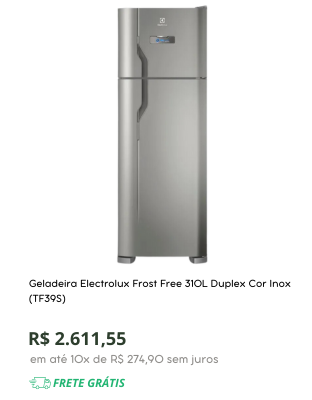 Geladeira Electrolux Frost Free 310L Duplex Cor Inox
(TF39S)
R$ 2.611,55
em até 10x de R$ 274,90 sem juros
FRETE GRÁTIS